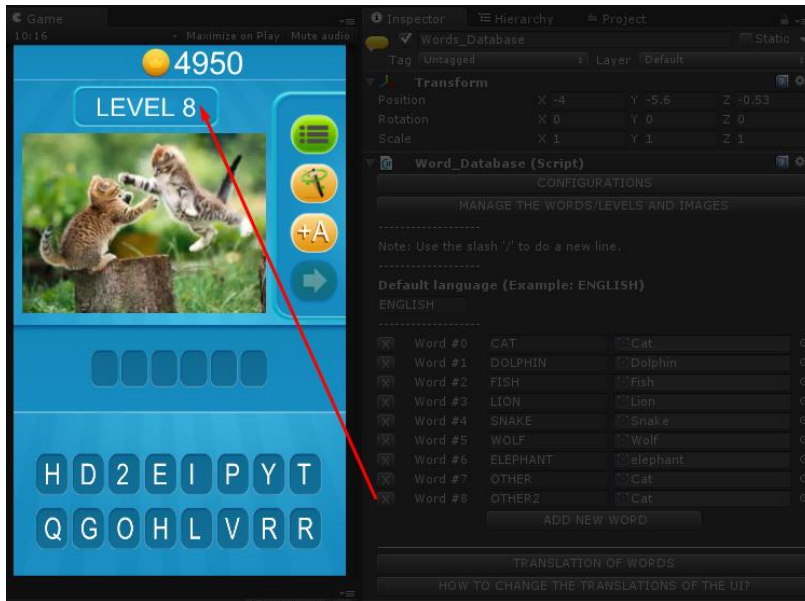 Game
Inspector Hierarchy Project
10:16 Maximize on Play Mute audio
Words_Database Static
Tag Untagged Layer Default
4950
LEVEL 8
+A
H D 2 E I P Y T
Q G O H L V R R
Transform
Position X -4 Y -5.6 Z -0.53
Rotation X 0 Y 0 Z 0
Scale X 1 Y 1 Z 1
Word_Database (Script)
CONFIGURATIONS
MANAGE THE WORDS/LEVELS AND IMAGES
-------------------
Note: Use the slash '/' to do a new line.
-------------------
Default language (Example: ENGLISH)
ENGLISH
-------------------
X Word #0 CAT Cat
X Word #1 DOLPHIN Dolphin
X Word #2 FISH Fish
X Word #3 LION Lion
X Word #4 SNAKE Snake
X Word #5 WOLF Wolf
X Word #6 ELEPHANT elephant
X Word #7 OTHER Cat
X Word #8 OTHER2 Cat
ADD NEW WORD
TRANSLATION OF WORDS
HOW TO CHANGE THE TRANSLATIONS OF THE UI?